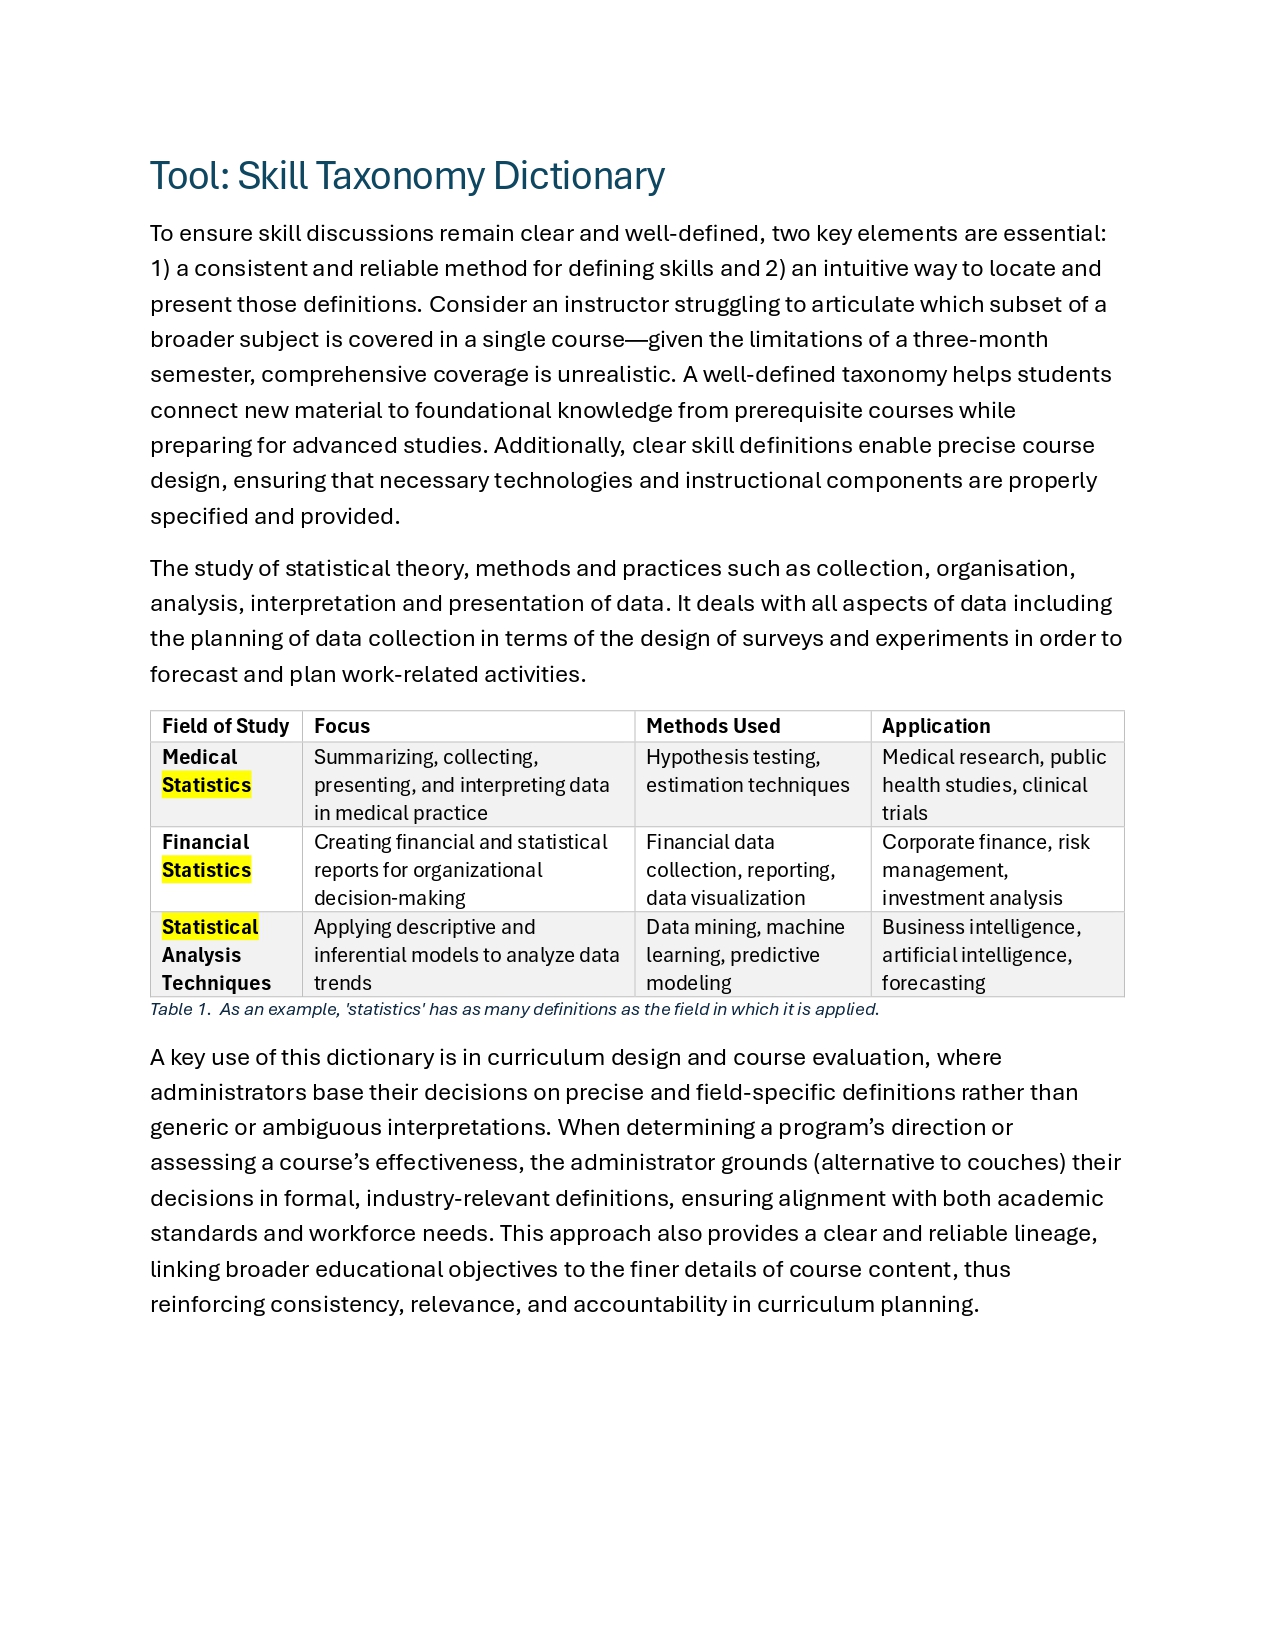 Tool: Skill Taxonomy Dictionary
To ensure skill discussions remain clear and well-defined, two key elements are essential:
1) a consistent and reliable method for defining skills and 2) an intuitive way to locate and
present those definitions. Consider an instructor struggling to articulate which subset of a
broader subject is covered in a single course—given the limitations of a three-month
semester, comprehensive coverage is unrealistic. A well-defined taxonomy helps students
connect new material to foundational knowledge from prerequisite courses while
preparing for advanced studies. Additionally, clear skill definitions enable precise course
design, ensuring that necessary technologies and instructional components are properly
specified and provided.
The study of statistical theory, methods and practices such as collection, organisation,
analysis, interpretation and presentation of data. It deals with all aspects of data including
the planning of data collection in terms of the design of surveys and experiments in order to
forecast and plan work-related activities.
Field of Study Focus Methods Used Application
Medical Summarizing, collecting, Hypothesis testing, Medical research, public
Statistics presenting, and interpreting data estimation techniques health studies, clinical
in medical practice trials
Financial Creating financial and statistical Financial data Corporate finance, risk
Statistics reports for organizational collection, reporting, management,
decision-making data visualization investment analysis
Statistical Applying descriptive and Data mining, machine Business intelligence,
Analysis inferential models to analyze data learning, predictive artificial intelligence,
Techniques trends modeling forecasting
Table 1. As an example, 'statistics' has as many definitions as the field in which it is applied.
A key use of this dictionary is in curriculum design and course evaluation, where
administrators base their decisions on precise and field-specific definitions rather than
generic or ambiguous interpretations. When determining a program’s direction or
assessing a course’s effectiveness, the administrator grounds (alternative to couches) their
decisions in formal, industry-relevant definitions, ensuring alignment with both academic
standards and workforce needs. This approach also provides a clear and reliable lineage,
linking broader educational objectives to the finer details of course content, thus
reinforcing consistency, relevance, and accountability in curriculum planning.